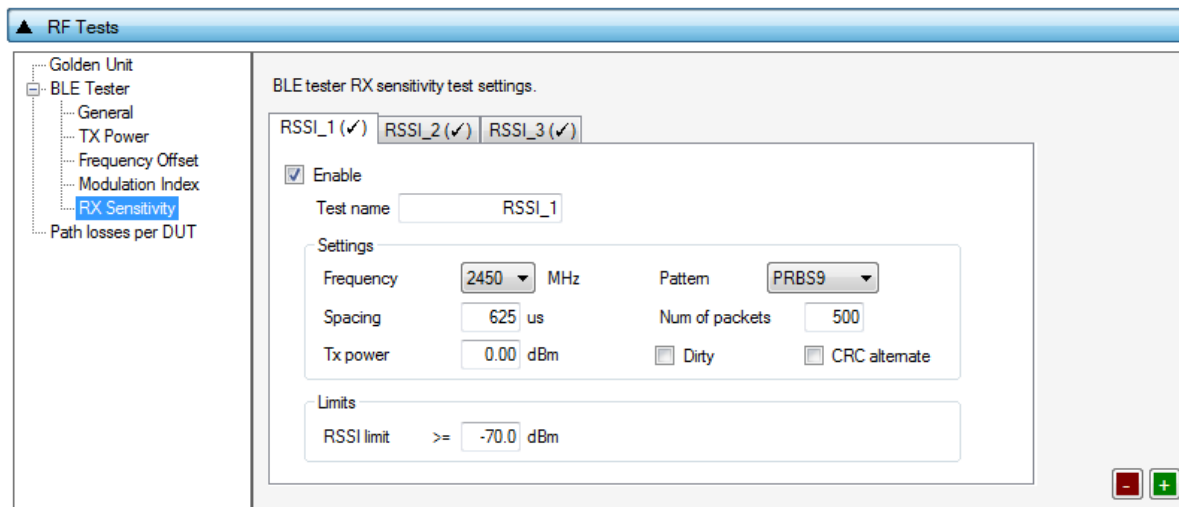 ▲ RF Tests
Golden Unit
BLE Tester
General
TX Power
Frequency Offset
Modulation Index
RX Sensitivity
Path losses per DUT
BLE tester RX sensitivity test settings.
RSSI_1 (✓) RSSI_2 (✓) RSSI_3 (✓)
Enable
Test name RSSI_1
Settings
Frequency 2450 MHz Pattern PRBS9
Spacing 625 us Num of packets 500
Tx power 0.00 dBm Dirty CRC alternate
Limits
RSSI limit >= -70.0 dBm
- +